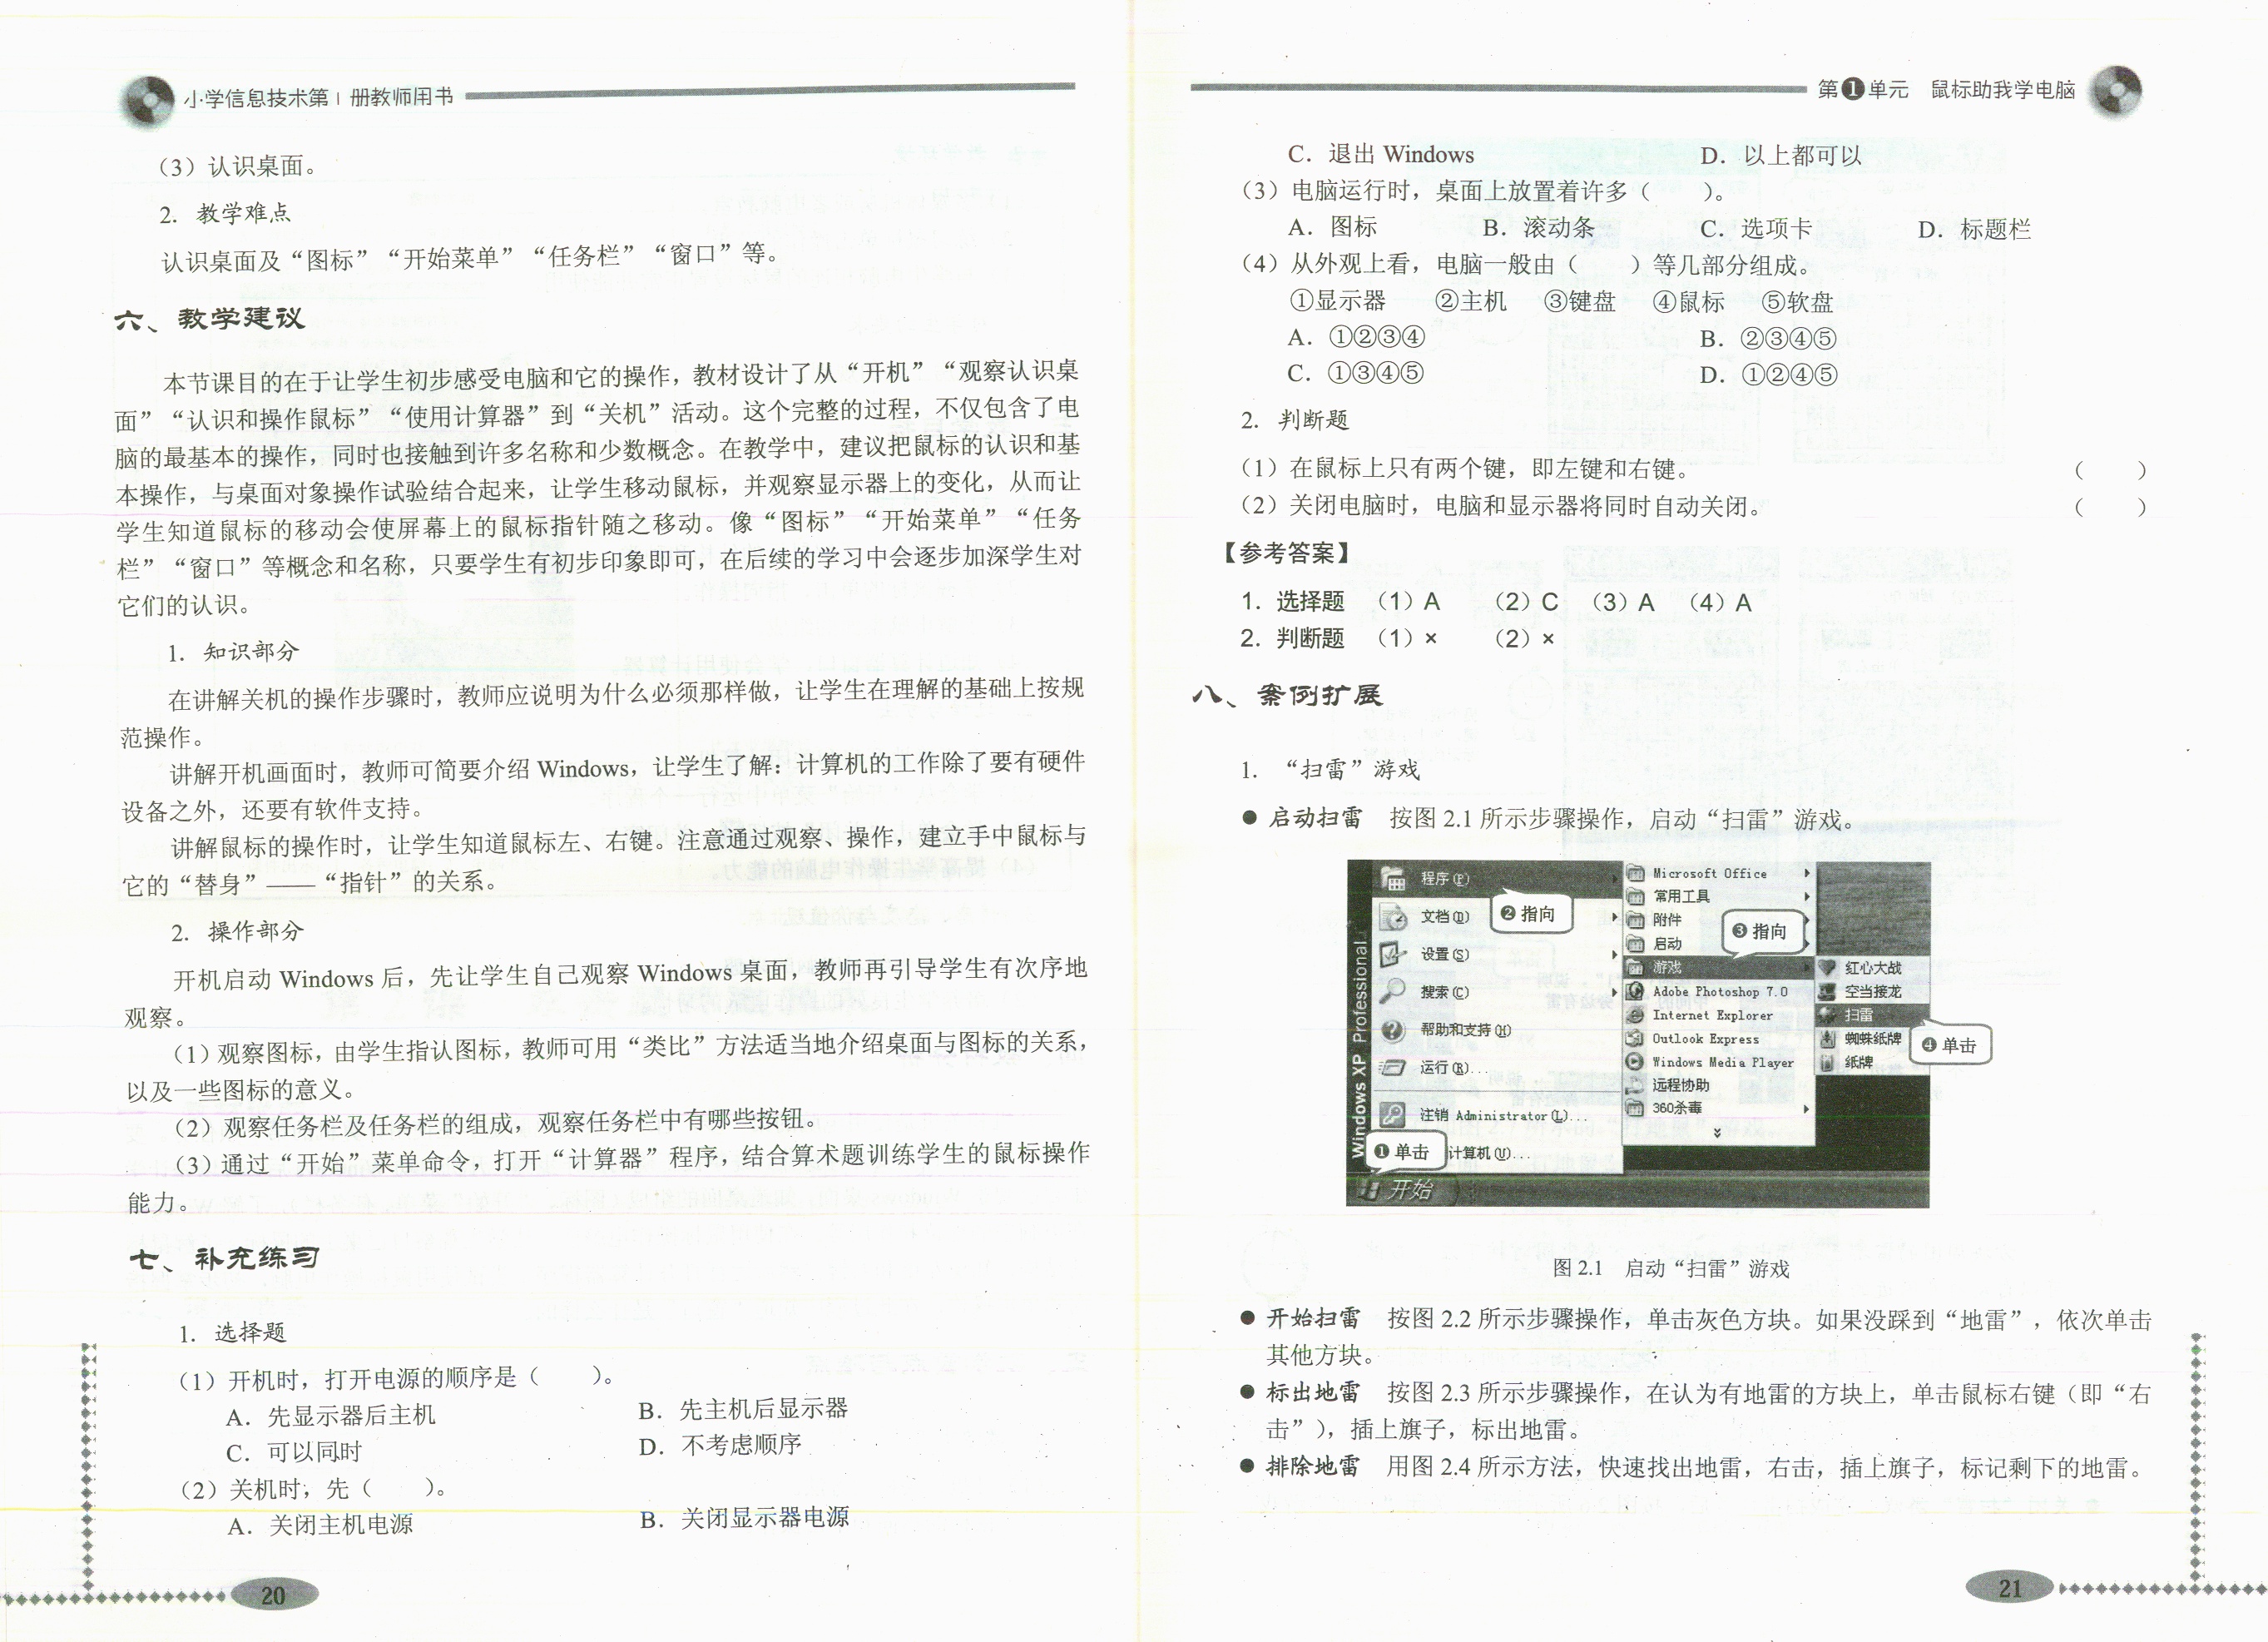 小学信息技术第1册教师用书
（3）认识桌面。
2. 教学难点
认识桌面及“图标”“开始菜单”“任务栏”“窗口”等。
六、教学建议
本节课目的在于让学生初步感受电脑和它的操作，教材设计了从“开机”“观察认识桌
面”“认识和操作鼠标”“使用计算器”到“关机”活动。这个完整的过程，不仅包含了电
脑的最基本的操作，同时也接触到许多名称和少数概念。在教学中，建议把鼠标的认识和基
本操作，与桌面对象操作试验结合起来，让学生移动鼠标，并观察显示器上的变化，从而让
学生知道鼠标的移动会使屏幕上的鼠标指针随之移动。像“图标”“开始菜单”“任务
栏”“窗口”等概念和名称，只要学生有初步印象即可，在后续的学习中会逐步加深学生对
它们的认识。
1. 知识部分
在讲解关机的操作步骤时，教师应说明为什么必须那样做，让学生在理解的基础上按规
范操作。
讲解开机画面时，教师可简要介绍 Windows，让学生了解：计算机的工作除了要有硬件
设备之外，还要有软件支持。
讲解鼠标的操作时，让学生知道鼠标左、右键。注意通过观察、操作，建立手中鼠标与
它的“替身”——“指针”的关系。
2. 操作部分
开机启动 Windows 后，先让学生自己观察 Windows 桌面，教师再引导学生有次序地
观察。
（1）观察图标，由学生指认图标，教师可用“类比”方法适当地介绍桌面与图标的关系，
以及一些图标的意义。
（2）观察任务栏及任务栏的组成，观察任务栏中有哪些按钮。
（3）通过“开始”菜单命令，打开“计算器”程序，结合算术题训练学生的鼠标操作
能力。
七、补充练习
1. 选择题
（1）开机时，打开电源的顺序是（　　）。
A. 先显示器后主机　　B. 先主机后显示器
C. 可以同时　　D. 不考虑顺序
（2）关机时，先（　　）。
A. 关闭主机电源　　B. 关闭显示器电源
20
第1单元　鼠标助我学电脑
C. 退出 Windows　　D. 以上都可以
（3）电脑运行时，桌面上放置着许多（　　）。
A. 图标　　B. 滚动条　　C. 选项卡　　D. 标题栏
（4）从外观上看，电脑一般由（　　）等几部分组成。
①显示器　②主机　③键盘　④鼠标　⑤软盘
A. ①②③④　　B. ②③④⑤
C. ①③④⑤　　D. ①②④⑤
2. 判断题
（1）在鼠标上只有两个键，即左键和右键。　　（　　）
（2）关闭电脑时，电脑和显示器将同时自动关闭。　　（　　）
【参考答案】
1. 选择题　（1）A　（2）C　（3）A　（4）A
2. 判断题　（1）×　（2）×
八、案例扩展
1. “扫雷”游戏
● 启动扫雷　按图 2.1 所示步骤操作，启动“扫雷”游戏。
Windows XP Professional
程序(P)
文档(D)
设置(S)
搜索(C)
帮助和支持(H)
运行(R)...
注销 Administrator(L)...
计算机(U)...
开始
❶ 单击
❷ 指向
Microsoft Office
常用工具
附件
启动
游戏
Adobe Photoshop 7.0
Internet Explorer
Outlook Express
Windows Media Player
远程协助
360杀毒
❸ 指向
红心大战
空当接龙
扫雷
蜘蛛纸牌
纸牌
❹ 单击
图 2.1　启动“扫雷”游戏
● 开始扫雷　按图 2.2 所示步骤操作，单击灰色方块。如果没踩到“地雷”，依次单击
其他方块。
● 标出地雷　按图 2.3 所示步骤操作，在认为有地雷的方块上，单击鼠标右键（即“右
击”），插上旗子，标出地雷。
● 排除地雷　用图 2.4 所示方法，快速找出地雷，右击，插上旗子，标记剩下的地雷。
21